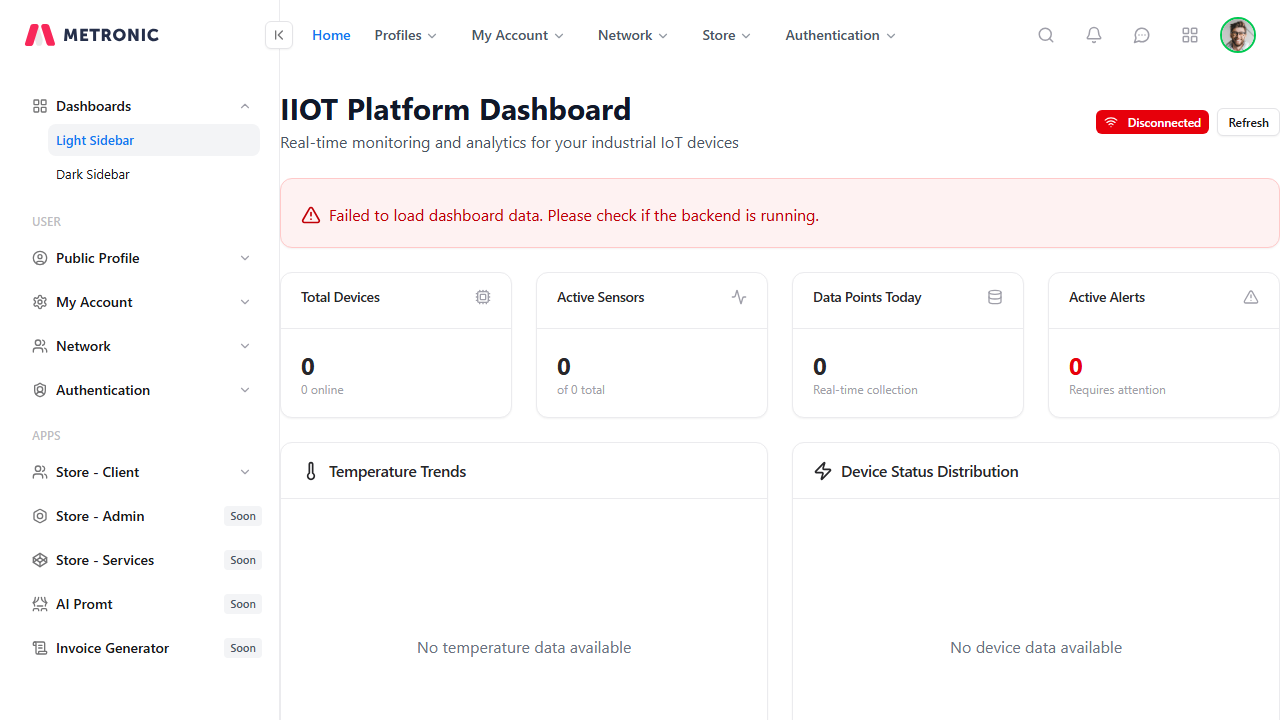 METRONIC
Home
Profiles
My Account
Network
Store
Authentication
Dashboards
Light Sidebar
Dark Sidebar
USER
Public Profile
My Account
Network
Authentication
APPS
Store - Client
Store - Admin
Soon
Store - Services
Soon
AI Promt
Soon
Invoice Generator
Soon
IIOT Platform Dashboard
Real-time monitoring and analytics for your industrial IoT devices
Disconnected
Refresh
Failed to load dashboard data. Please check if the backend is running.
Total Devices
0
0 online
Active Sensors
0
of 0 total
Data Points Today
0
Real-time collection
Active Alerts
0
Requires attention
Temperature Trends
No temperature data available
Device Status Distribution
No device data available